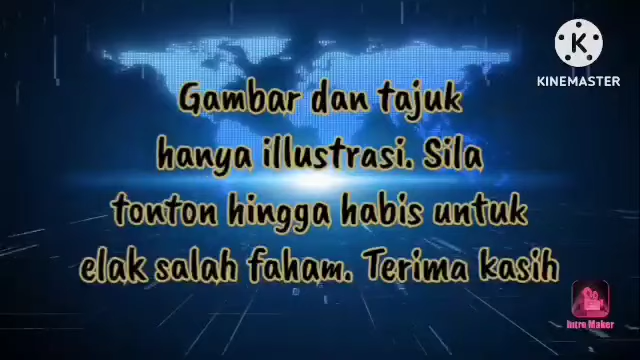 KINEMASTER
Gambar dan tajuk
hanya illustrasi. Sila
tonton hingga habis untuk
elak salah faham. Terima kasih
Intro Maker